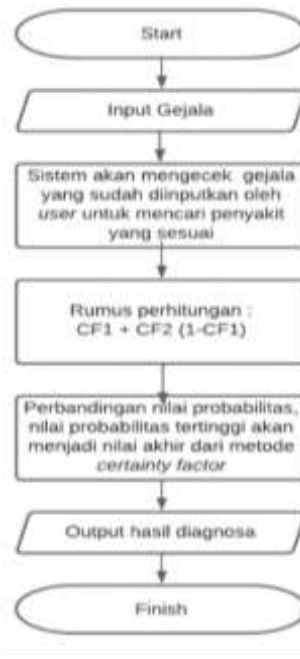 Start
Input Gejala
Sistem akan mengecek gejala
yang sudah diinputkan oleh
user untuk mencari penyakit
yang sesuai
Rumus perhitungan :
CF1 + CF2 (1-CF1)
Perbandingan nilai probabilitas,
nilai probabilitas tertinggi akan
menjadi nilai akhir dari metode
certainty factor
Output hasil diagnosa
Finish